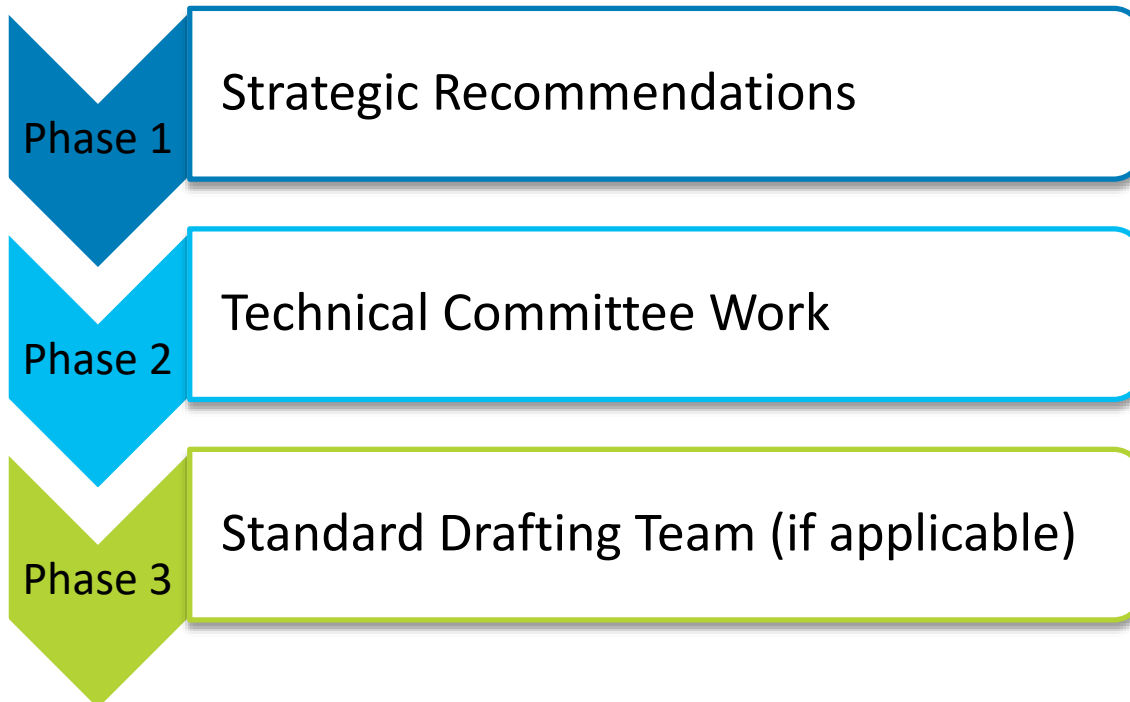 Phase 1
Strategic Recommendations
Phase 2
Technical Committee Work
Phase 3
Standard Drafting Team (if applicable)